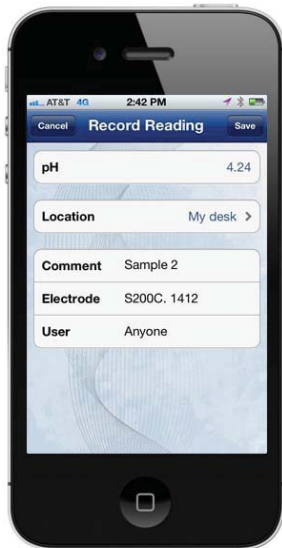 AT&T 4G 2:42 PM
Cancel Record Reading Save
pH 4.24
Location My desk >
Comment Sample 2
Electrode S200C. 1412
User Anyone